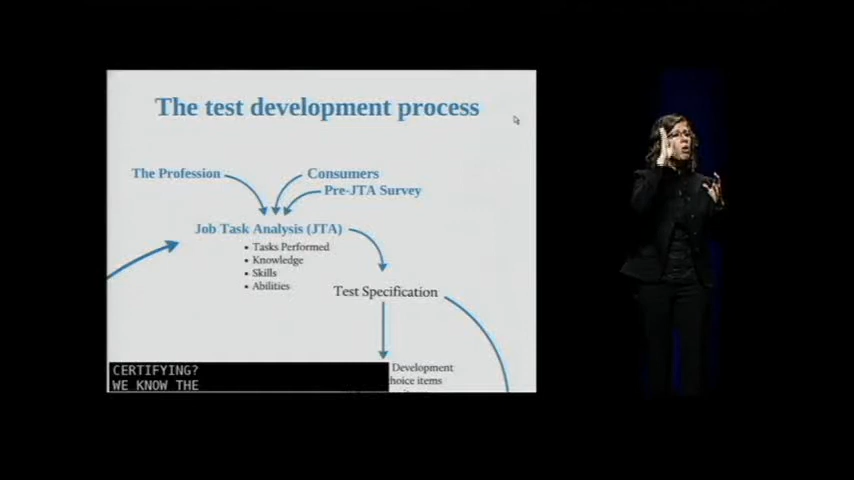 The test development process
The Profession
Consumers
Pre-JTA Survey
Job Task Analysis (JTA)
• Tasks Performed
• Knowledge
• Skills
• Abilities
Test Specification
Development
hoice items
CERTIFYING?
WE KNOW THE